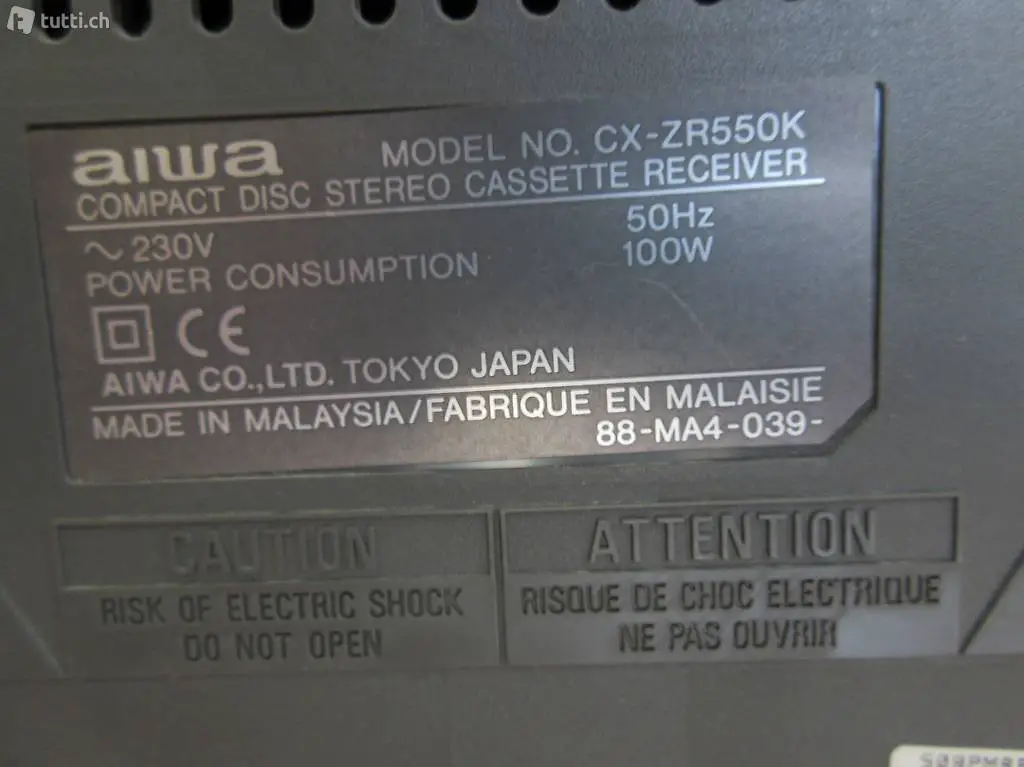 tutti.ch
aiwa MODEL NO. CX-ZR550K
COMPACT DISC STEREO CASSETTE RECEIVER
~ 230V 50Hz
POWER CONSUMPTION 100W
CE
AIWA CO.,LTD. TOKYO JAPAN
MADE IN MALAYSIA/FABRIQUE EN MALAISIE
88-MA4-039-
CAUTION
RISK OF ELECTRIC SHOCK
DO NOT OPEN
ATTENTION
RISQUE DE CHOC ELECTRIQUE
NE PAS OUVRIR